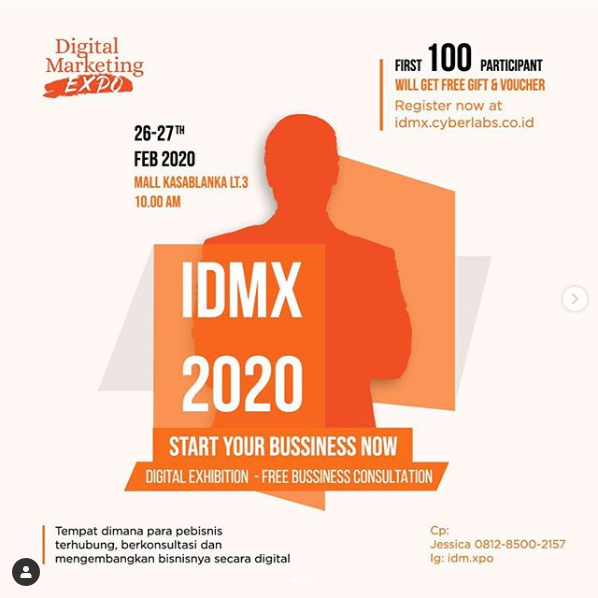 Digital
Marketing
EXPO
FIRST 100 PARTICIPANT
WILL GET FREE GIFT & VOUCHER
Register now at
idmx.cyberlabs.co.id
26-27TH
FEB 2020
MALL KASABLANKA LT.3
10.00 AM
IDMX
2020
START YOUR BUSSINESS NOW
DIGITAL EXHIBITION - FREE BUSSINESS CONSULTATION
Tempat dimana para pebisnis
terhubung, berkonsultasi dan
mengembangkan bisnisnya secara digital
Cp:
Jessica 0812-8500-2157
Ig: idm.xpo